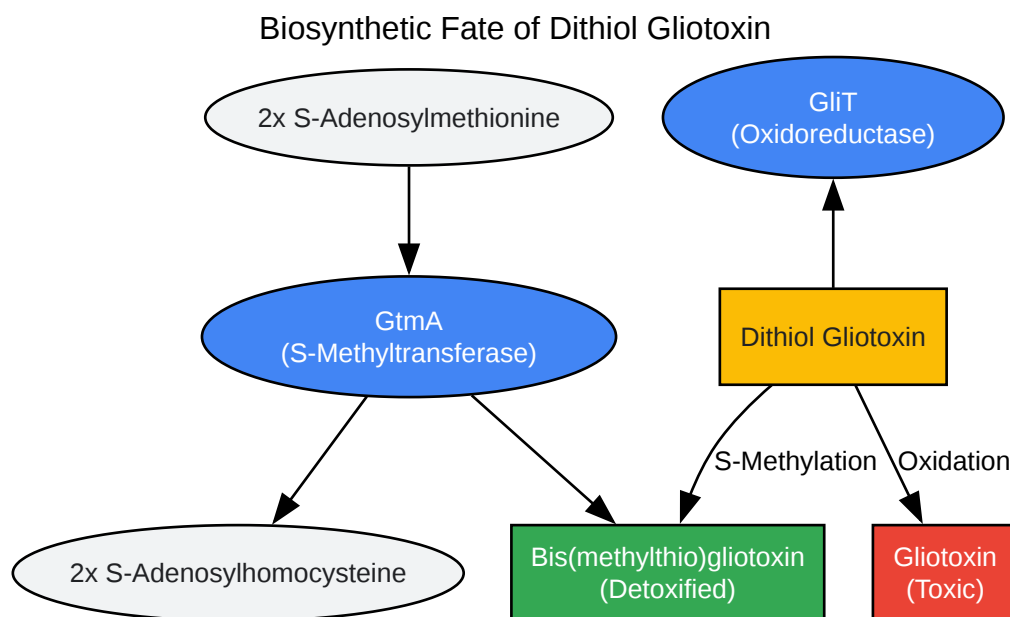 Biosynthetic Fate of Dithiol Gliotoxin
2x S-Adenosylmethionine
GliT
(Oxidoreductase)
GtmA
(S-Methyltransferase)
Dithiol Gliotoxin
S-Methylation
Oxidation
2x S-Adenosylhomocysteine
Bis(methylthio)gliotoxin
(Detoxified)
Gliotoxin
(Toxic)